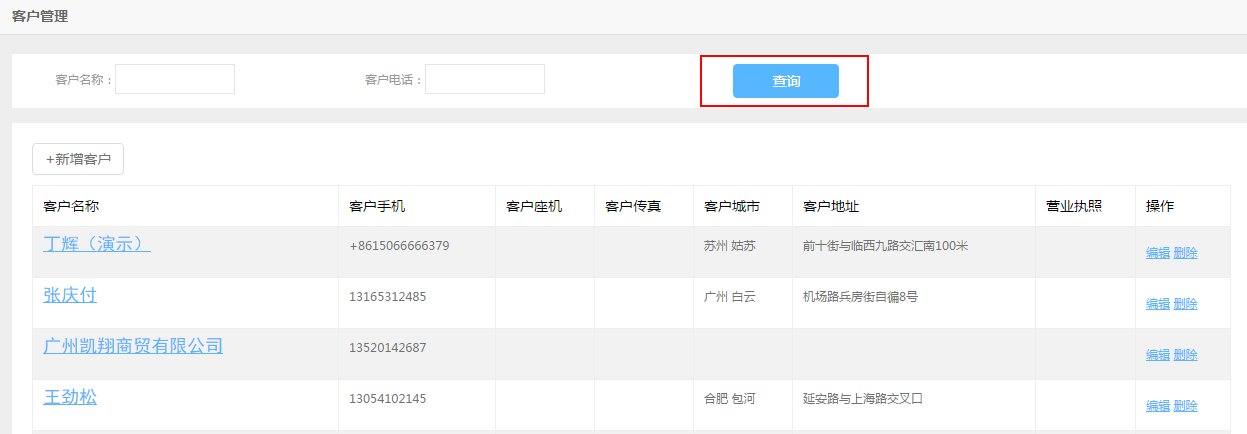 客户管理
客户名称： 客户电话： 查询
+新增客户
客户名称 客户手机 客户座机 客户传真 客户城市 客户地址 营业执照 操作
丁辉（演示） +8615066666379 苏州 姑苏 前十街与临西九路交汇南100米 编辑 删除
张庆付 13165312485 广州 白云 机场路兵房街自徧8号 编辑 删除
广州凯翔商贸有限公司 13520142687 编辑 删除
王劲松 13054102145 合肥 包河 延安路与上海路交叉口 编辑 删除